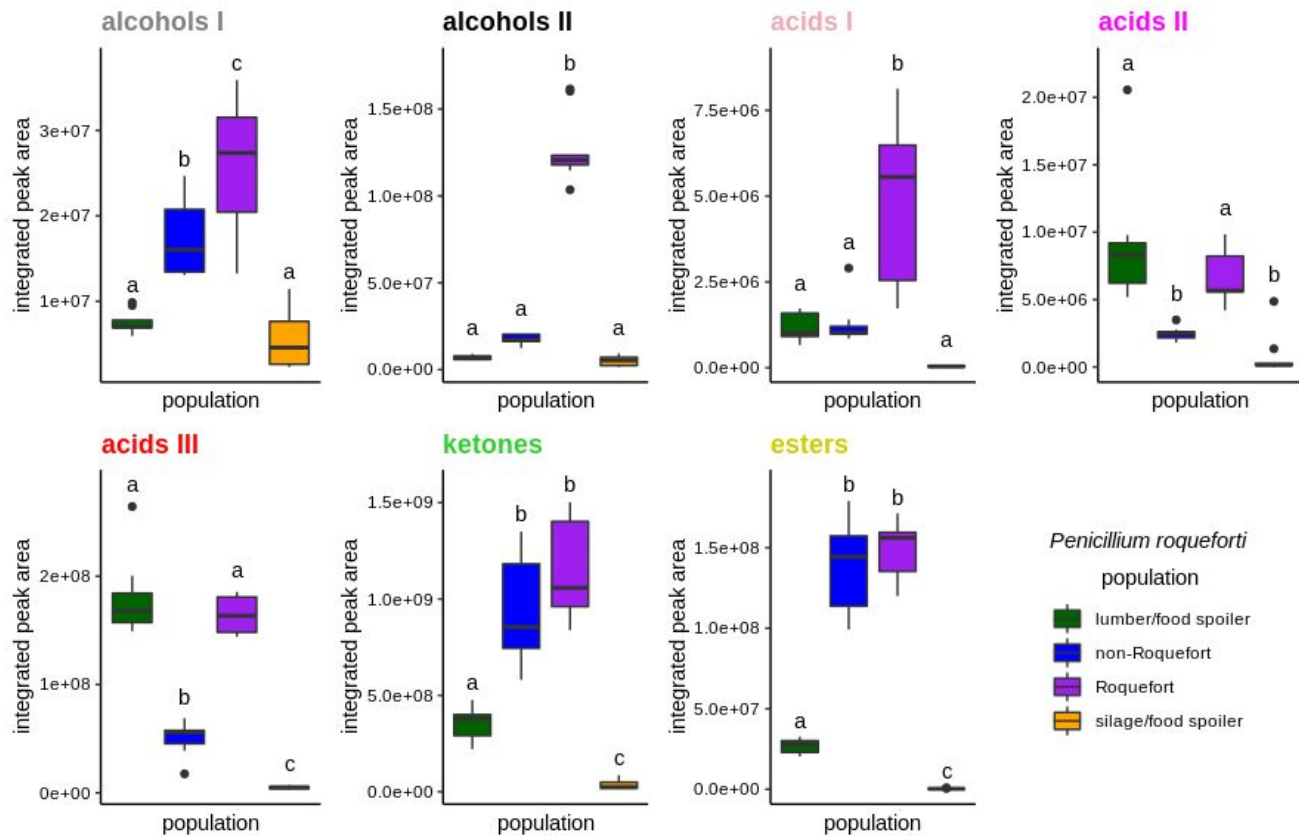 alcohols I
integrated peak area
3e+07
2e+07
1e+07
a
b
c
a
population
alcohols II
integrated peak area
1.5e+08
1.0e+08
5.0e+07
0.0e+00
a
a
b
a
population
acids I
integrated peak area
7.5e+06
5.0e+06
2.5e+06
0.0e+00
a
a
b
a
population
acids II
integrated peak area
2.0e+07
1.5e+07
1.0e+07
5.0e+06
0.0e+00
a
b
a
b
population
acids III
integrated peak area
2e+08
1e+08
0e+00
a
b
a
c
population
ketones
integrated peak area
1.5e+09
1.0e+09
5.0e+08
0.0e+00
a
b
b
c
population
esters
integrated peak area
1.5e+08
1.0e+08
5.0e+07
0.0e+00
a
b
b
c
population
Penicillium roqueforti
population
lumber/food spoiler
non-Roquefort
Roquefort
silage/food spoiler